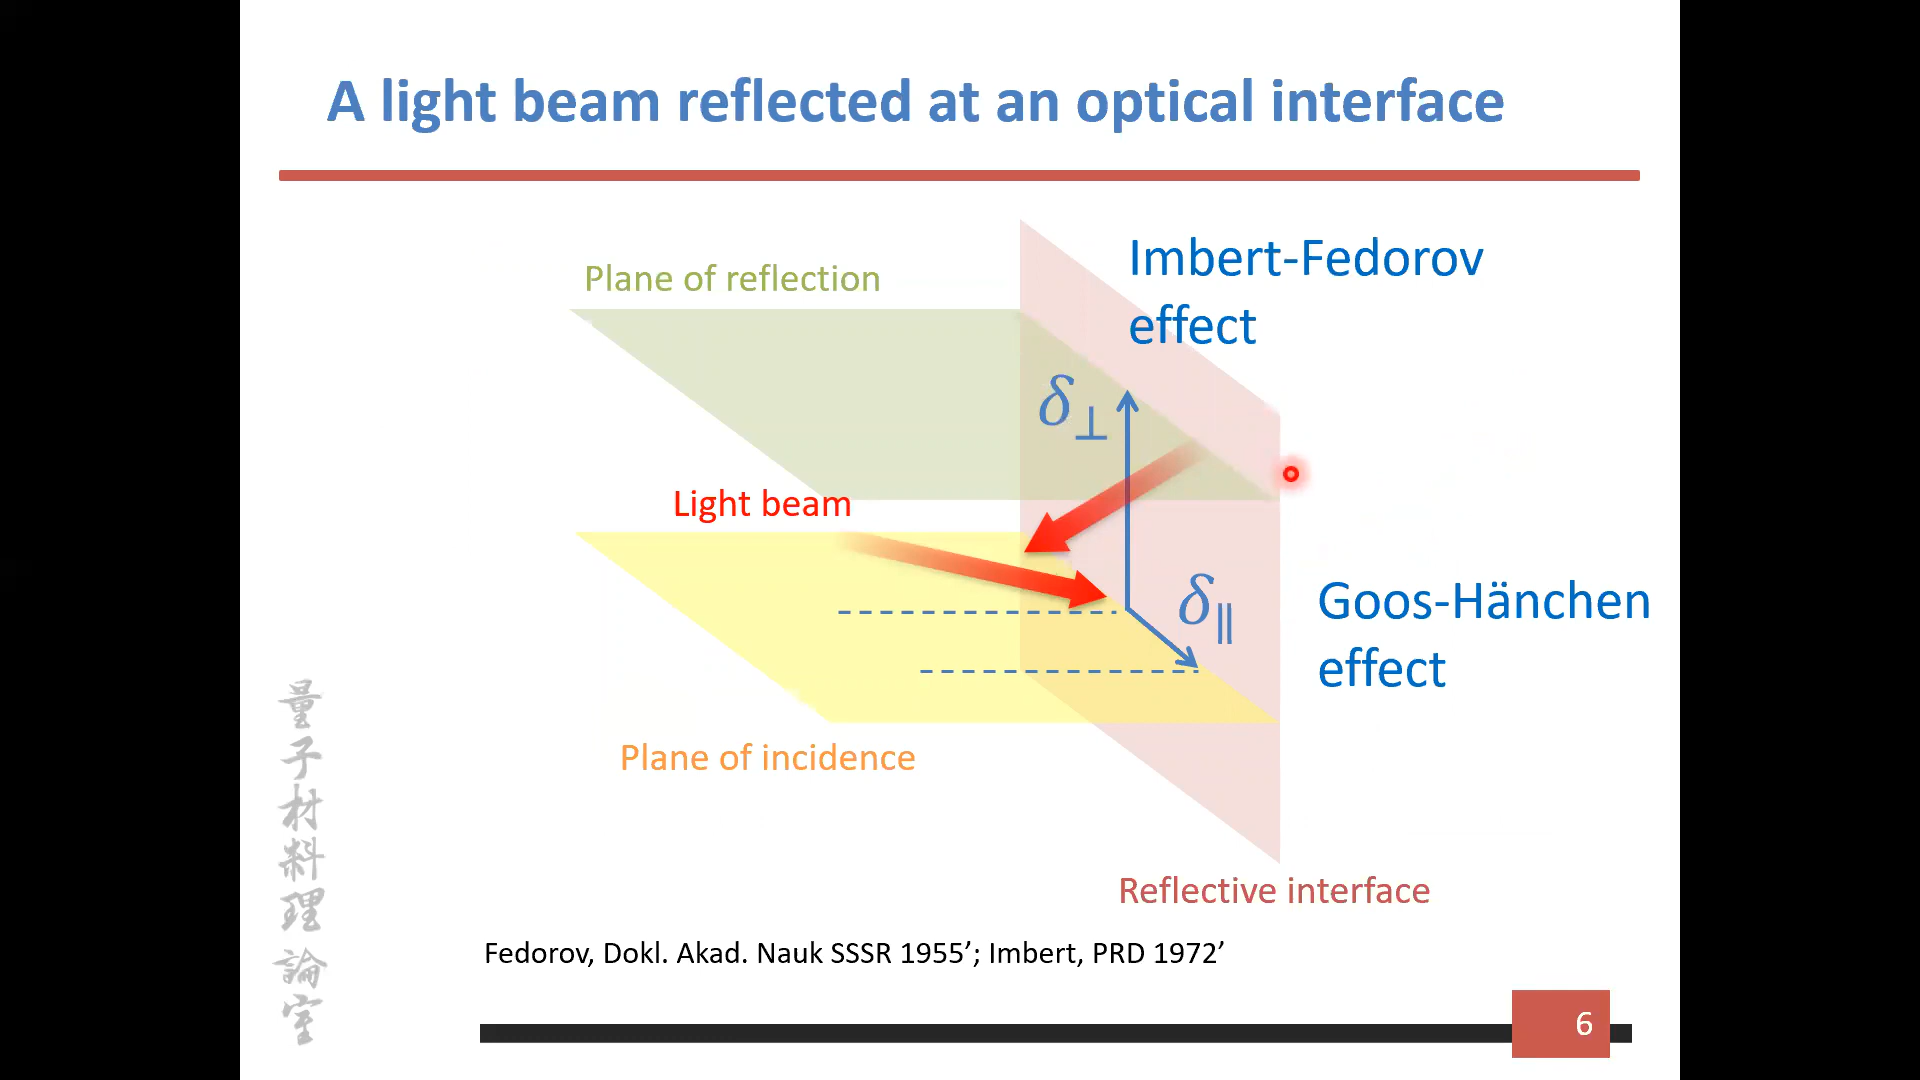 A light beam reflected at an optical interface
Imbert-Fedorov
effect
Plane of reflection
δ⊥
Light beam
δ∥
Goos-Hänchen
effect
Plane of incidence
Reflective interface
量子材料理論室
Fedorov, Dokl. Akad. Nauk SSSR 1955’; Imbert, PRD 1972’
6